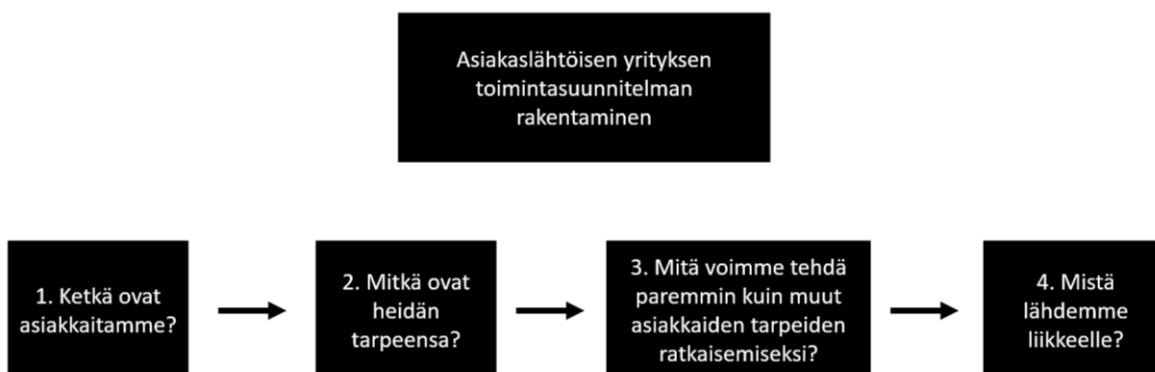 Asiakaslähtöisen yrityksen
toimintasuunnitelman
rakentaminen
1. Ketkä ovat
asiakkaitamme?
2. Mitkä ovat
heidän
tarpeensa?
3. Mitä voimme tehdä
paremmin kuin muut
asiakkaiden tarpeiden
ratkaisemiseksi?
4. Mistä
lähdemme
liikkeelle?